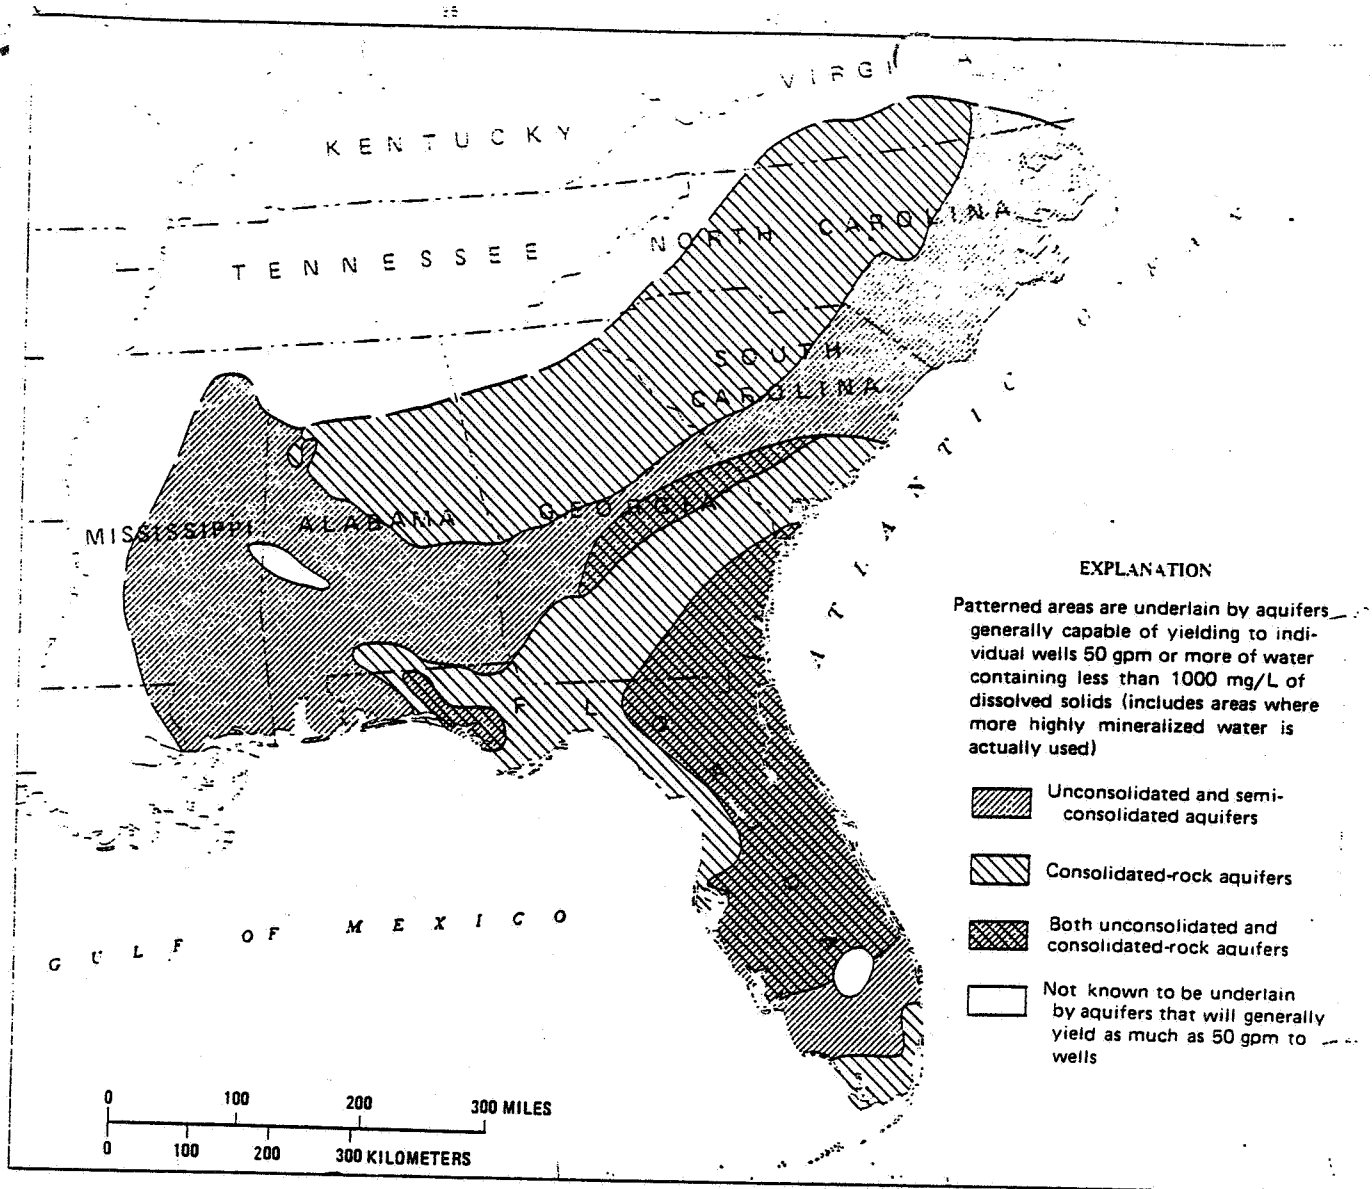 VIRGI A
KENTUCKY
TENNESSEE
NORTH CAROLINA
SOUTH
CAROLINA
MISSISSIPPI ALABAMA GEORGIA
ATLANTIC
GULF OF MEXICO
EXPLANATION
Patterned areas are underlain by aquifers
generally capable of yielding to indi-
vidual wells 50 gpm or more of water
containing less than 1000 mg/L of
dissolved solids (includes areas where
more highly mineralized water is
actually used)
Unconsolidated and semi-
consolidated aquifers
Consolidated-rock aquifers
Both unconsolidated and
consolidated-rock aquifers
Not known to be underlain
by aquifers that will generally
yield as much as 50 gpm to
wells
0 100 200 300 MILES
0 100 200 300 KILOMETERS